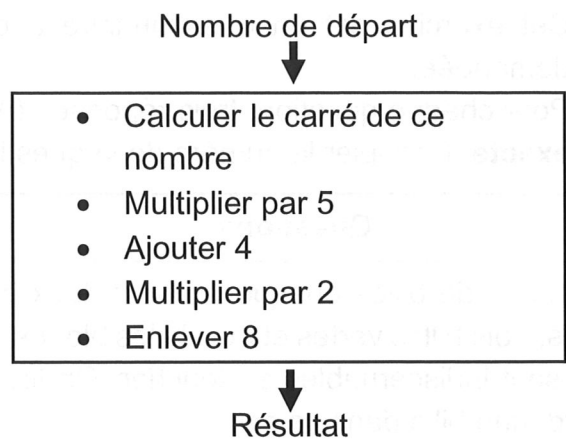 Nombre de départ
• Calculer le carré de ce
nombre
• Multiplier par 5
• Ajouter 4
• Multiplier par 2
• Enlever 8
Résultat